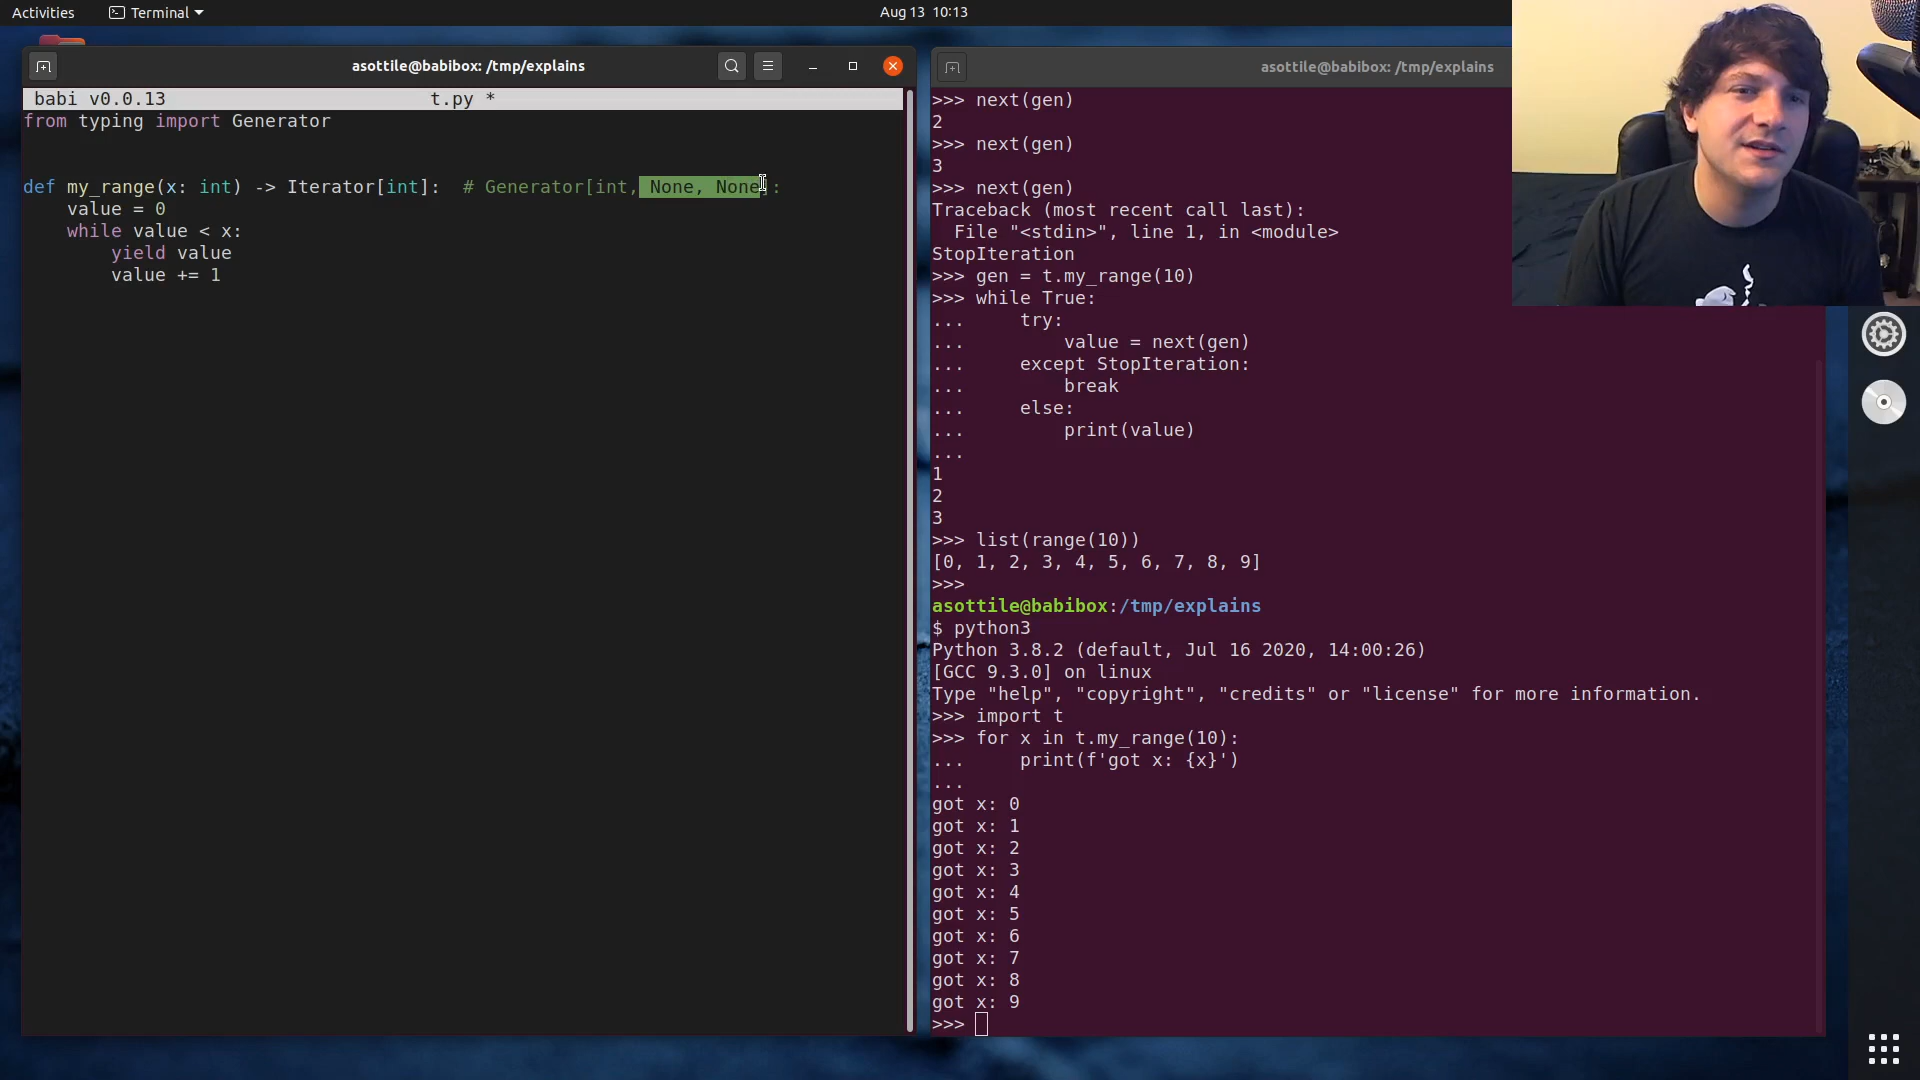 Activities
Terminal
Aug 13 10:13
asottile@babibox: /tmp/explains
babi v0.0.13 t.py *
from typing import Generator
def my_range(x: int) -> Iterator[int]:  # Generator[int, None, None]:
    value = 0
    while value < x:
        yield value
        value += 1
asottile@babibox: /tmp/explains
>>> next(gen)
2
>>> next(gen)
3
>>> next(gen)
Traceback (most recent call last):
  File "<stdin>", line 1, in <module>
StopIteration
>>> gen = t.my_range(10)
>>> while True:
...     try:
...         value = next(gen)
...     except StopIteration:
...         break
...     else:
...         print(value)
...
1
2
3
>>> list(range(10))
[0, 1, 2, 3, 4, 5, 6, 7, 8, 9]
>>>
asottile@babibox:/tmp/explains
$ python3
Python 3.8.2 (default, Jul 16 2020, 14:00:26)
[GCC 9.3.0] on linux
Type "help", "copyright", "credits" or "license" for more information.
>>> import t
>>> for x in t.my_range(10):
...     print(f'got x: {x}')
...
got x: 0
got x: 1
got x: 2
got x: 3
got x: 4
got x: 5
got x: 6
got x: 7
got x: 8
got x: 9
>>>